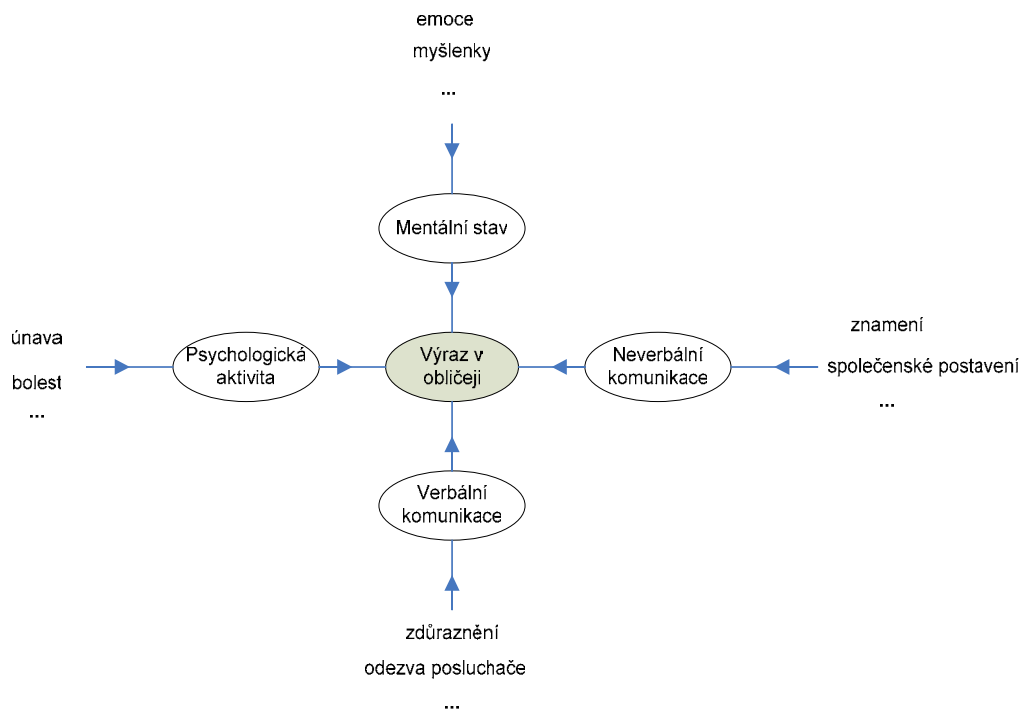 emoce
myšlenky
...
Mentální stav
únava
bolest
...
Psychologická
aktivita
Výraz v
obličeji
Neverbální
komunikace
znamení
společenské postavení
...
Verbální
komunikace
zdůraznění
odezva posluchače
...